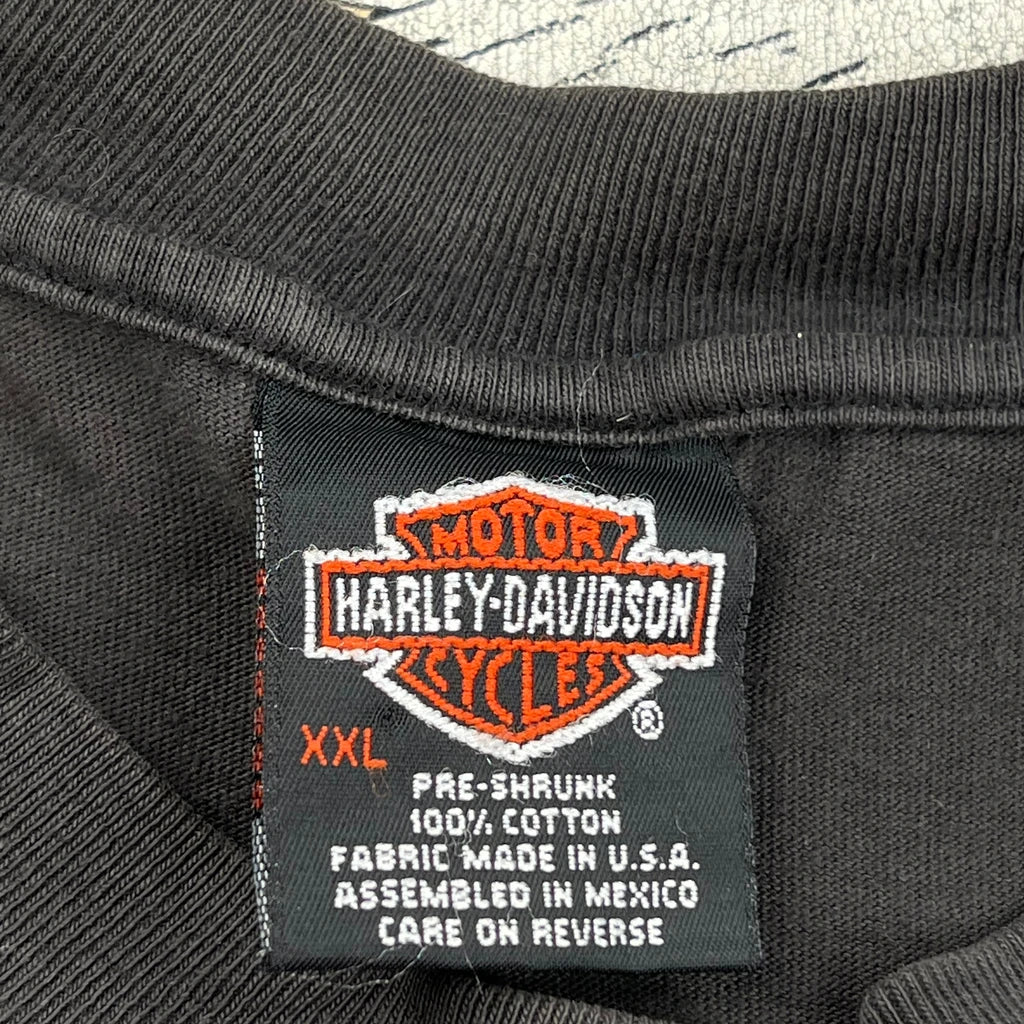 MOTOR
HARLEY-DAVIDSON
CYCLES
®
XXL
PRE-SHRUNK
100% COTTON
FABRIC MADE IN U.S.A.
ASSEMBLED IN MEXICO
CARE ON REVERSE